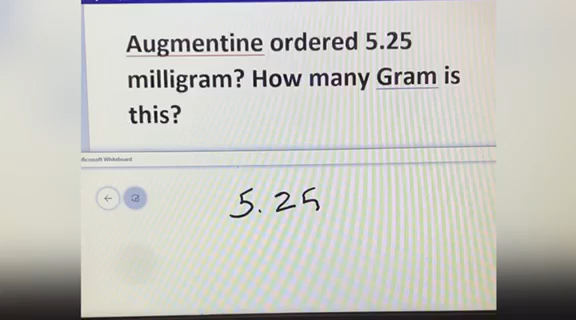 Augmentine ordered 5.25
milligram? How many Gram is
this?
Microsoft Whiteboard
5.25